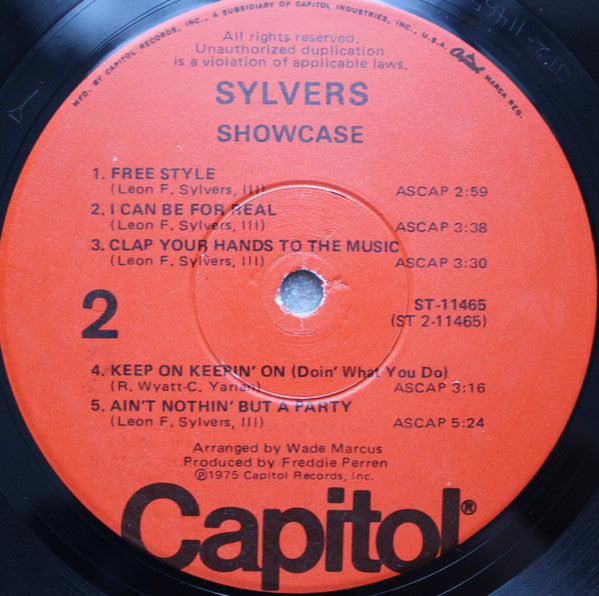 MFD. BY CAPITOL RECORDS, INC., A SUBSIDIARY OF CAPITOL INDUSTRIES, INC., U.S.A. Capitol MARCA REG.
ST2-11465
All rights reserved.
Unauthorized duplication
is a violation of applicable laws.
SYLVERS
SHOWCASE
1. FREE STYLE
(Leon F. Sylvers, III) ASCAP 2:59
2. I CAN BE FOR REAL
(Leon F. Sylvers, III) ASCAP 3:38
3. CLAP YOUR HANDS TO THE MUSIC
(Leon F. Sylvers, III) ASCAP 3:30
2
ST-11465
(ST 2-11465)
4. KEEP ON KEEPIN' ON (Doin' What You Do)
(R. Wyatt-C. Yarian) ASCAP 3:16
5. AIN'T NOTHIN' BUT A PARTY
(Leon F. Sylvers, III) ASCAP 5:24
Arranged by Wade Marcus
Produced by Freddie Perren
℗1975 Capitol Records, Inc.
Capitol®